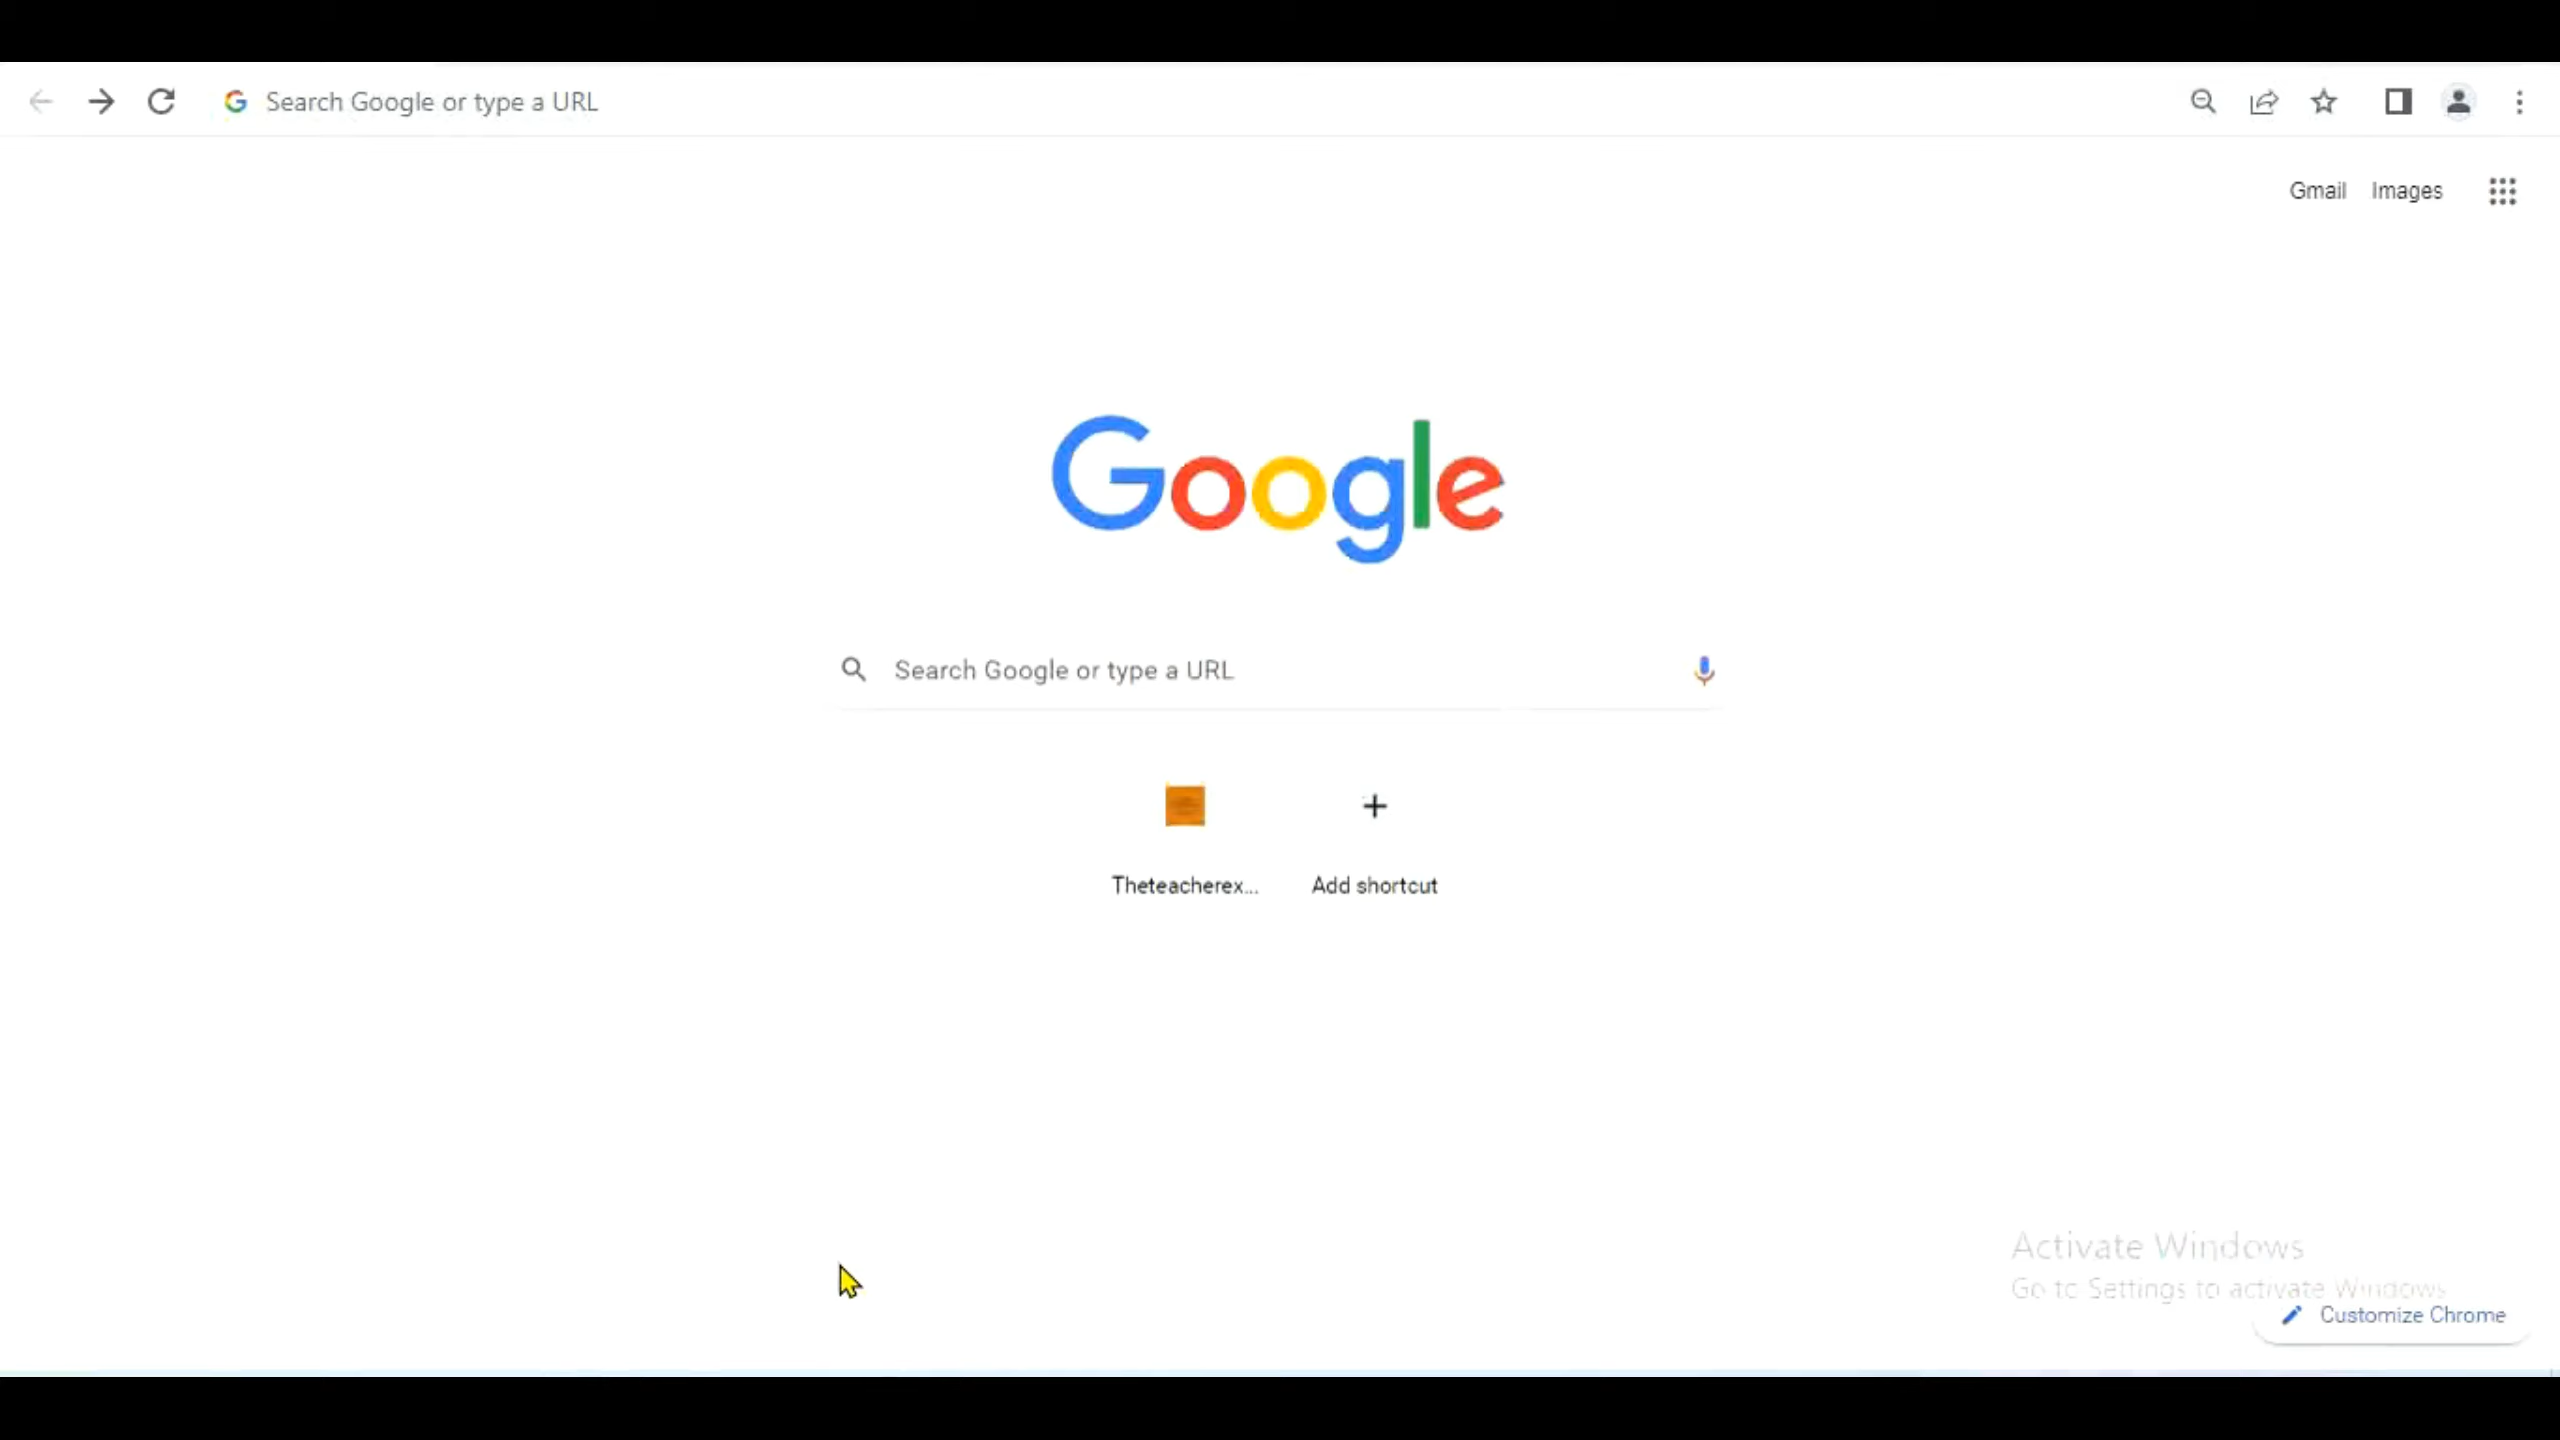 Search Google or type a URL
Gmail Images
Google
Search Google or type a URL
Theteacherex... Add shortcut
Activate Windows
Go to Settings to activate Windows
Customize Chrome